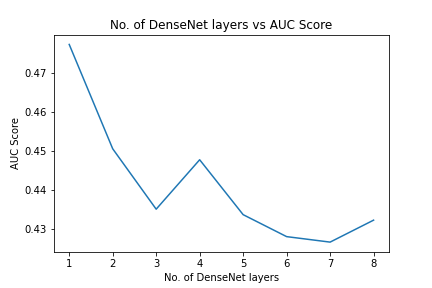 No. of DenseNet layers vs AUC Score
0.47
0.46
0.45
0.44
0.43
AUC Score
1 2 3 4 5 6 7 8
No. of DenseNet layers